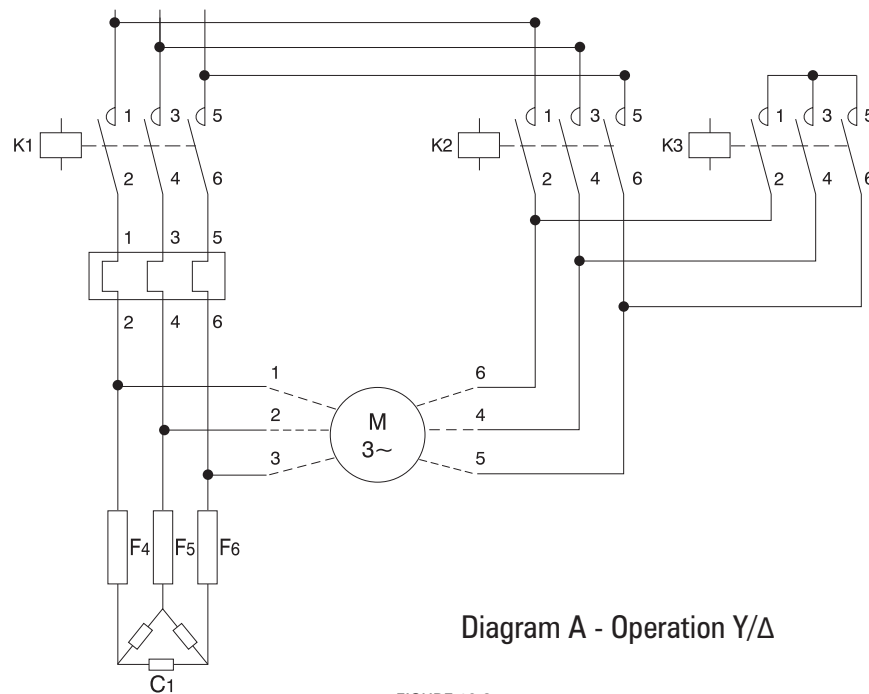 1 3 5 1 3 5 1 3 5
K1 K2 K3
2 4 6 2 4 6 2 4 6
1 3 5
2 4 6
1 6
2 M 4
3~
3 5
F4 F5 F6
Diagram A - Operation Y/Δ
C1